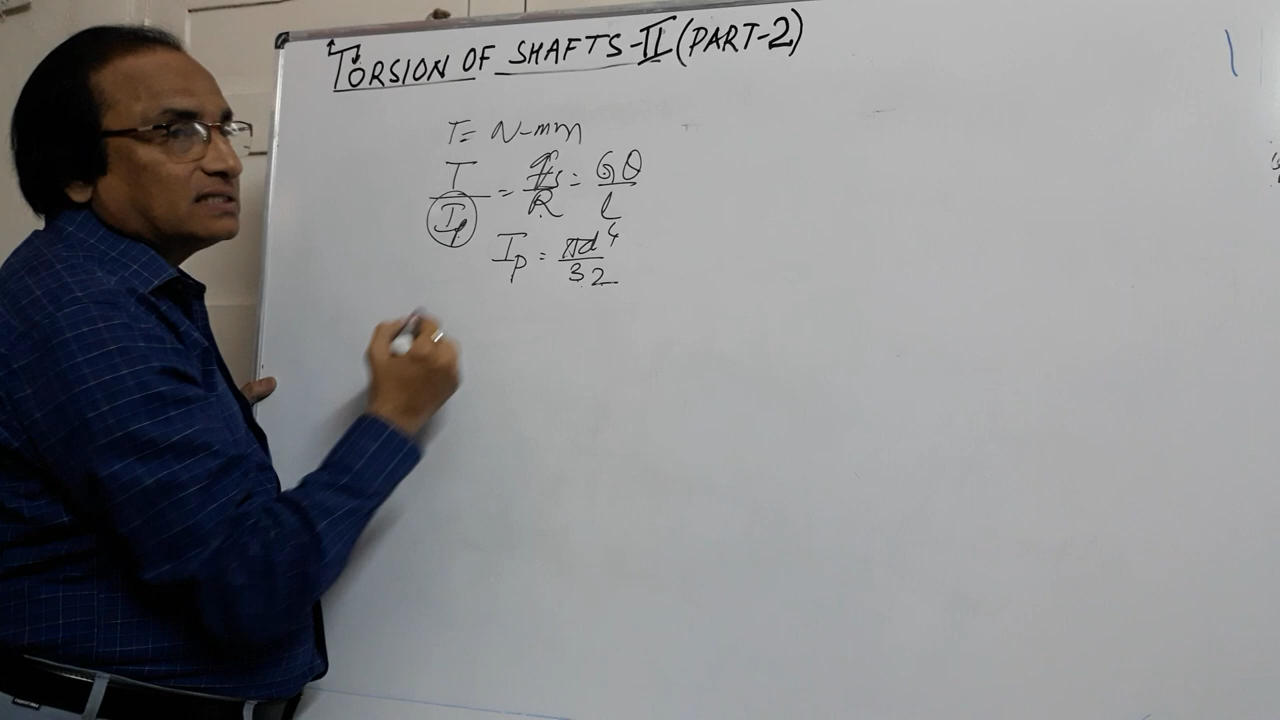 TORSION OF SHAFTS-II (PART-2)
T= N-mm
T/Ip = fs/R = Gθ/l
Ip = πd⁴/32